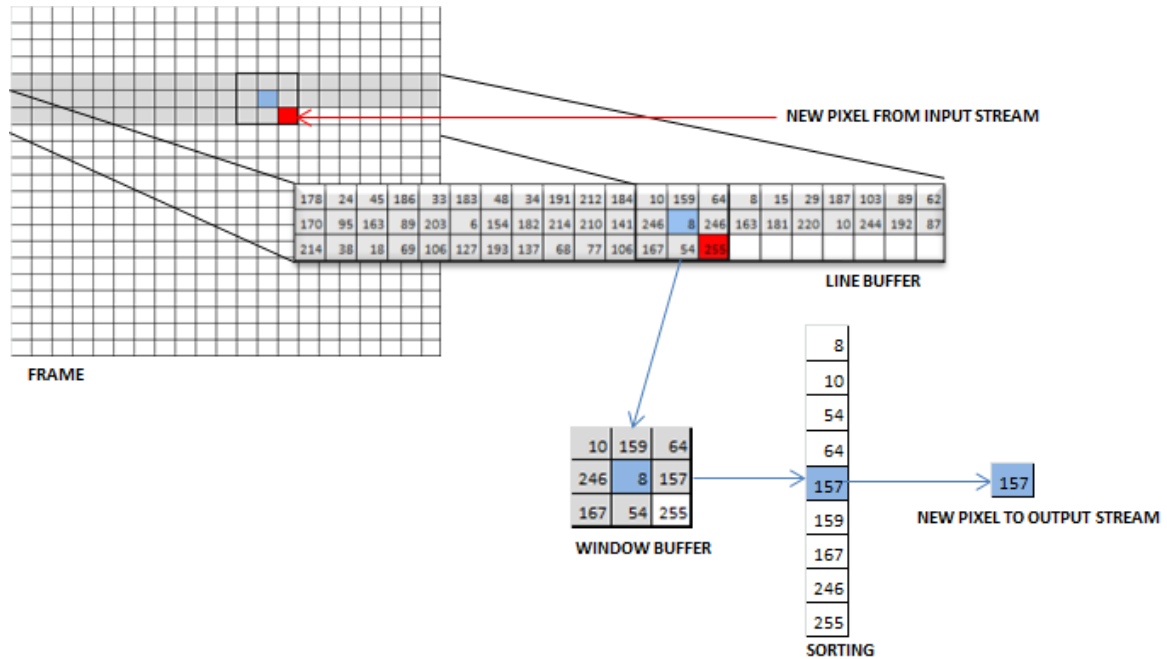 NEW PIXEL FROM INPUT STREAM
178 24 45 186 33 183 48 34 191 212 184 10 159 64 8 15 29 187 103 89 62
170 95 163 89 203 6 154 182 214 210 141 246 8 246 163 181 220 10 244 192 87
214 38 18 69 106 127 193 137 68 77 106 167 54 255
LINE BUFFER
FRAME
10 159 64
246 8 157
167 54 255
WINDOW BUFFER
8
10
54
64
157
159
167
246
255
SORTING
157
NEW PIXEL TO OUTPUT STREAM